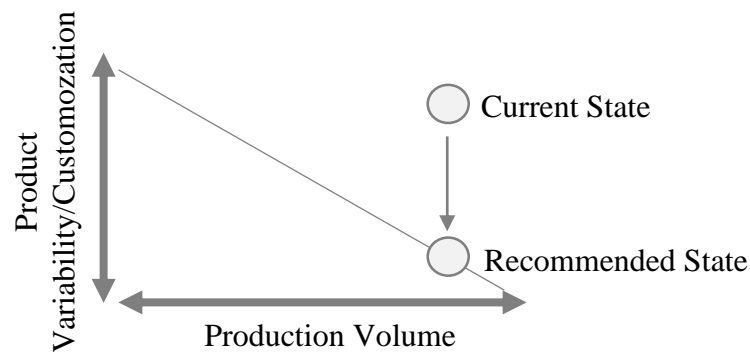 Product
Variability/Customozation
Current State
Recommended State
Production Volume